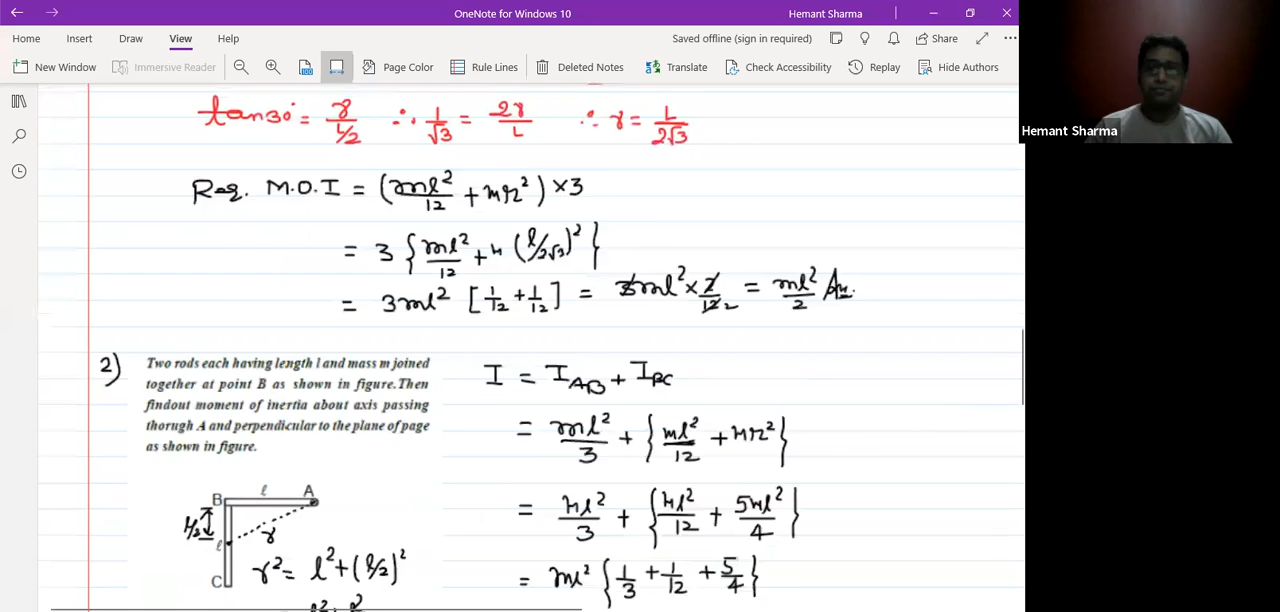 OneNote for Windows 10
Hemant Sharma
Home Insert Draw View Help
Saved offline (sign in required)
Share
New Window Immersive Reader Page Color Rule Lines Deleted Notes Translate Check Accessibility Replay Hide Authors
Hemant Sharma
tan30° = r/(L/2) ∴ 1/√3 = 2r/L ∴ r = L/2√3
Req. M.O.I = (ml²/12 + mr²) × 3
= 3 { ml²/12 + m (l/2√3)² }
= 3ml² [1/12 + 1/12] = 3ml² × 2/12 2 = ml²/2 Ans.
2)
Two rods each having length l and mass m joined
together at point B as shown in figure.Then
findout moment of inertia about axis passing
thorugh A and perpendicular to the plane of page
as shown in figure.
I = I_AB + I_BC
= ml²/3 + { ml²/12 + mr² }
= ml²/3 + { ml²/12 + 5ml²/4 }
= ml² { 1/3 + 1/12 + 5/4 }
B l A
l/2
r
l
C
r² = l² + (l/2)²